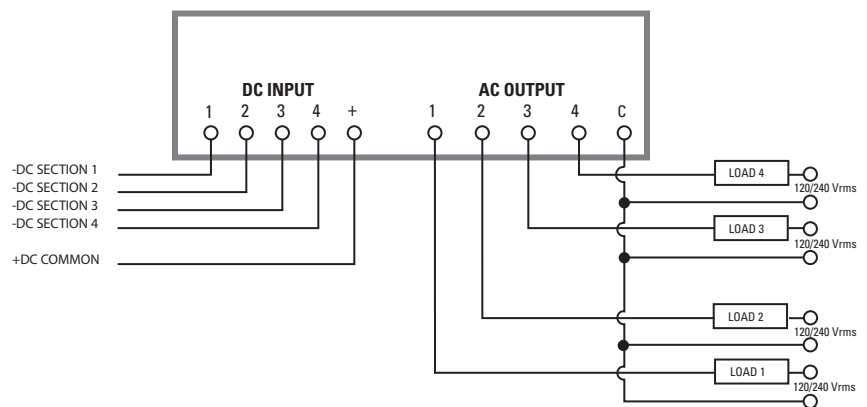 DC INPUT AC OUTPUT
1 2 3 4 + 1 2 3 4 C
-DC SECTION 1
-DC SECTION 2
-DC SECTION 3
-DC SECTION 4
+DC COMMON
LOAD 4
120/240 Vrms
LOAD 3
120/240 Vrms
LOAD 2
120/240 Vrms
LOAD 1
120/240 Vrms